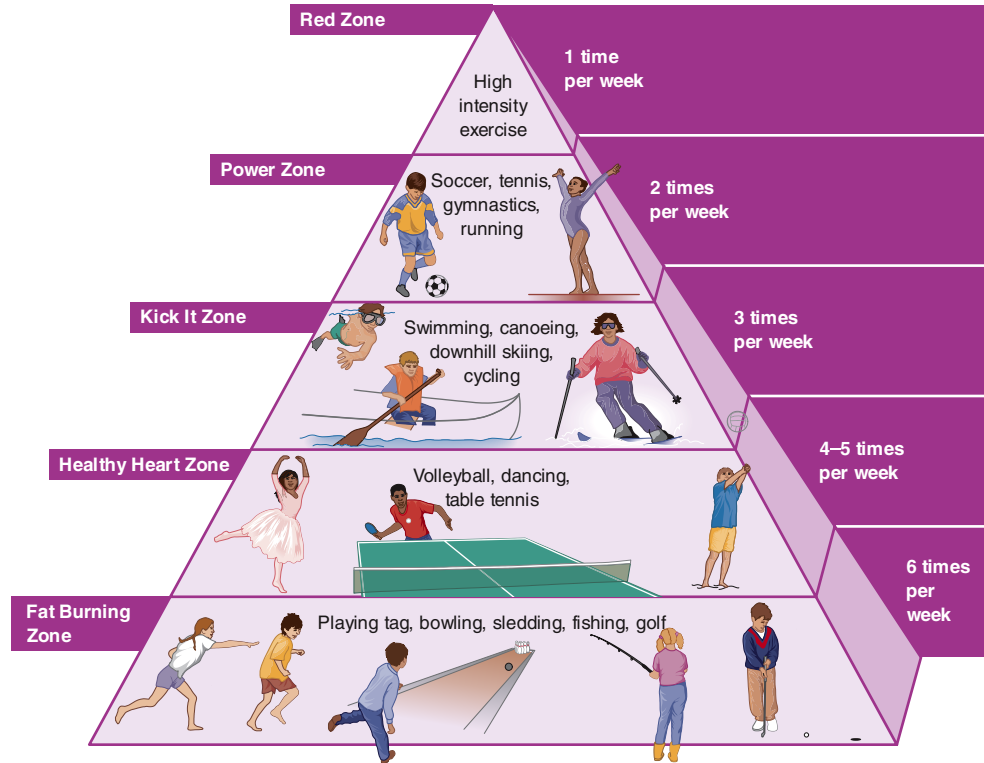 Red Zone
1 time
per week
High
intensity
exercise
Power Zone
Soccer, tennis,
gymnastics,
running
2 times
per week
Kick It Zone
Swimming, canoeing,
downhill skiing,
cycling
3 times
per week
Healthy Heart Zone
Volleyball, dancing,
table tennis
4–5 times
per week
Fat Burning
Zone
Playing tag, bowling, sledding, fishing, golf
6 times
per
week